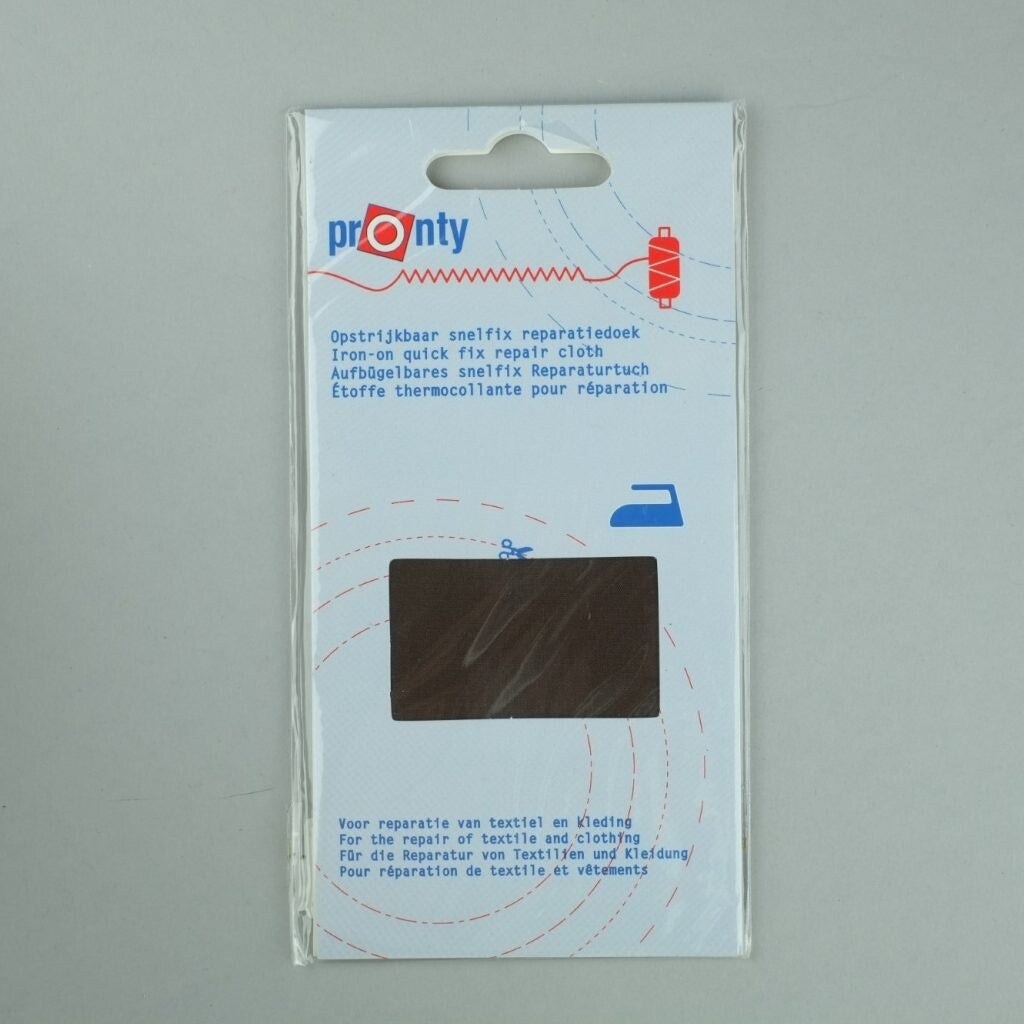 pronty
Opstrijkbaar snelfix reparatiedoek
Iron-on quick fix repair cloth
Aufbügelbares snelfix Reparaturtuch
Étoffe thermocollante pour réparation
Voor reparatie van textiel en kleding
For the repair of textile and clothing
Für die Reparatur von Textilien und Kleidung
Pour réparation de textile et vêtements